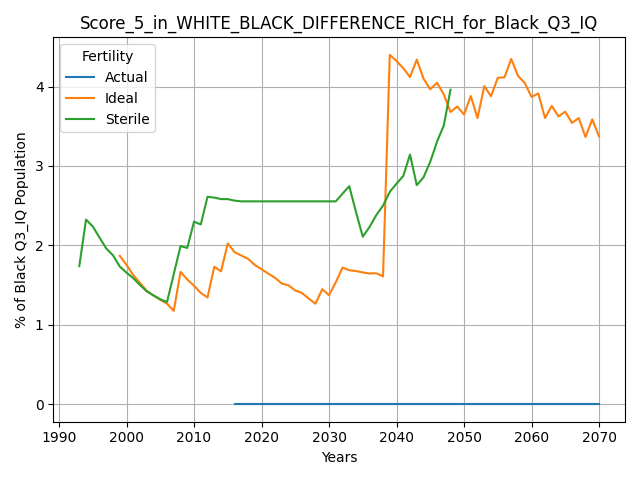 Score_5_in_WHITE_BLACK_DIFFERENCE_RICH_for_Black_Q3_IQ
Fertility
Actual
Ideal
Sterile
% of Black Q3_IQ Population
4
3
2
1
0
1990 2000 2010 2020 2030 2040 2050 2060 2070
Years